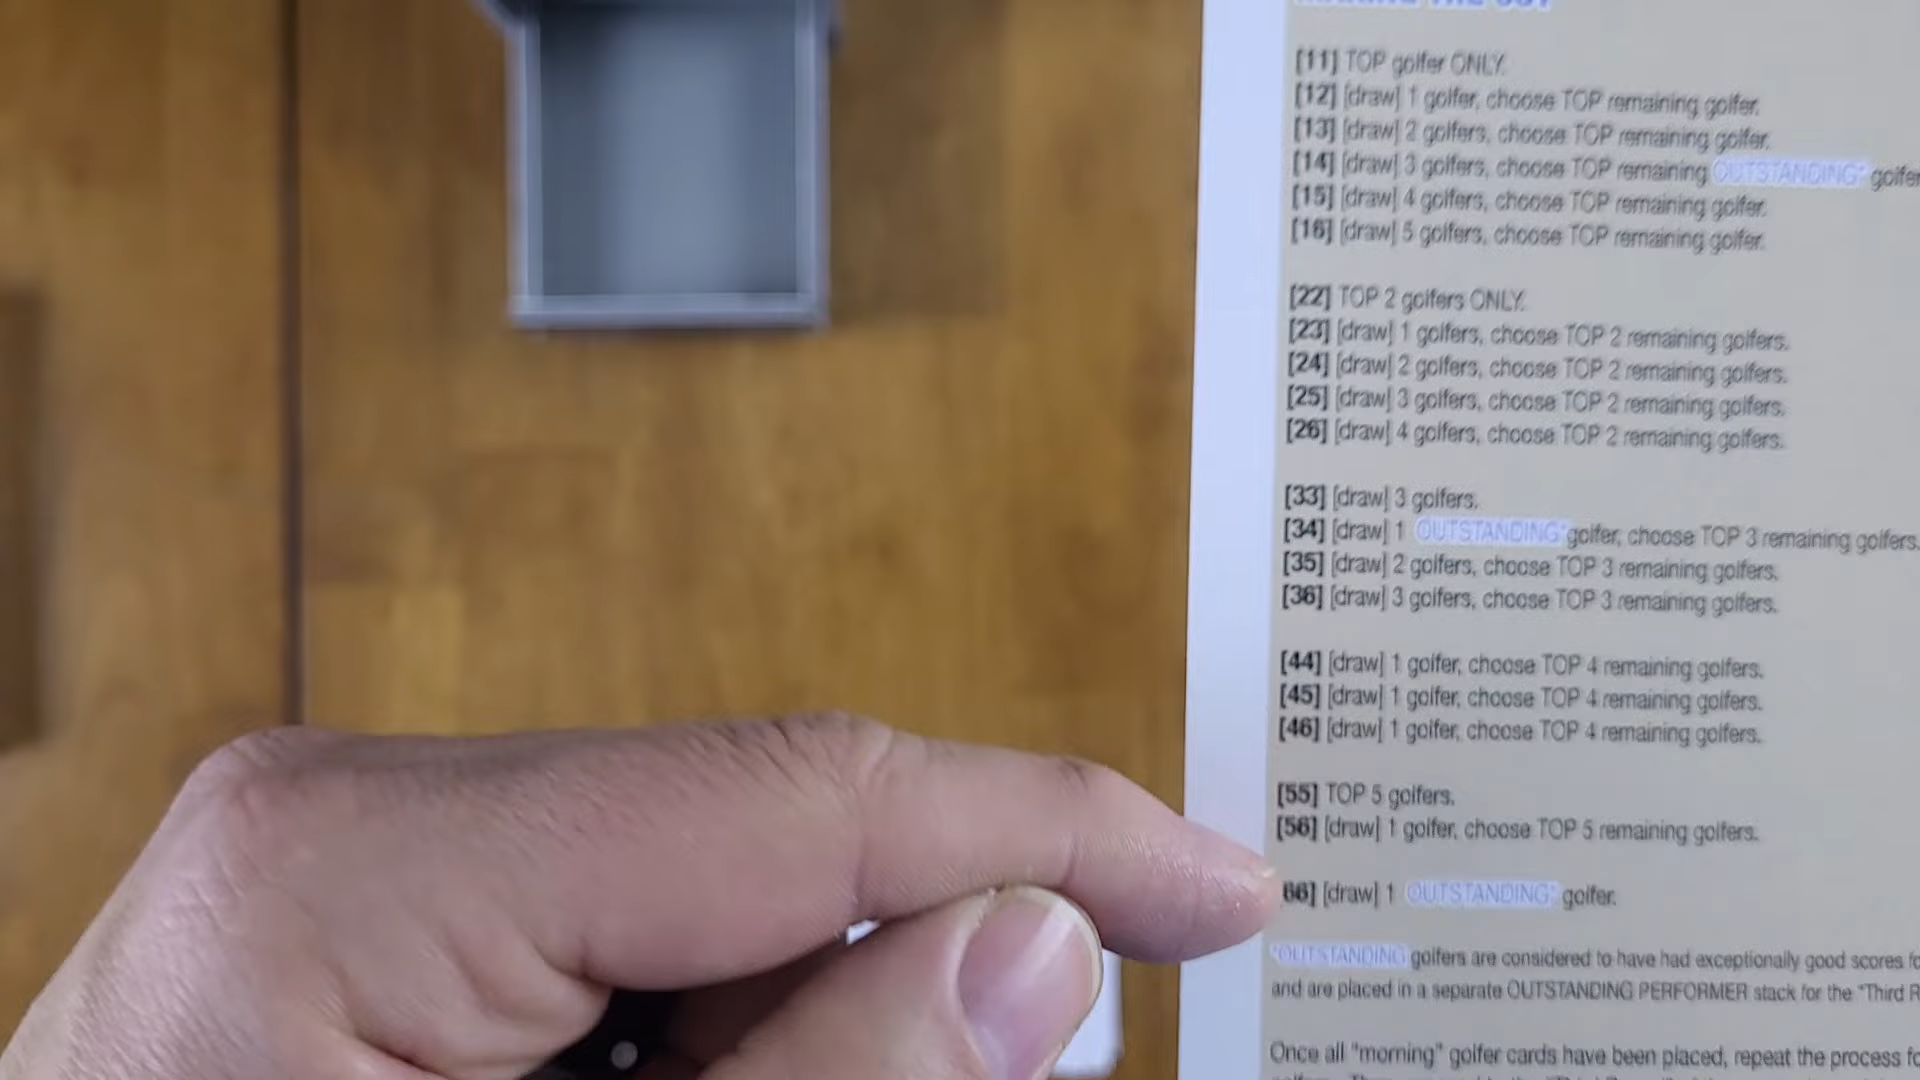 [11] TOP golfer ONLY.
[12] [draw] 1 golfer, choose TOP remaining golfer.
[13] [draw] 2 golfers, choose TOP remaining golfer.
[14] [draw] 3 golfers, choose TOP remaining OUTSTANDING* golfer
[15] [draw] 4 golfers, choose TOP remaining golfer.
[16] [draw] 5 golfers, choose TOP remaining golfer.
[22] TOP 2 golfers ONLY.
[23] [draw] 1 golfers, choose TOP 2 remaining golfers.
[24] [draw] 2 golfers, choose TOP 2 remaining golfers.
[25] [draw] 3 golfers, choose TOP 2 remaining golfers.
[26] [draw] 4 golfers, choose TOP 2 remaining golfers.
[33] [draw] 3 golfers.
[34] [draw] 1 OUTSTANDING* golfer, choose TOP 3 remaining golfers.
[35] [draw] 2 golfers, choose TOP 3 remaining golfers.
[36] [draw] 3 golfers, choose TOP 3 remaining golfers.
[44] [draw] 1 golfer, choose TOP 4 remaining golfers.
[45] [draw] 1 golfer, choose TOP 4 remaining golfers.
[46] [draw] 1 golfer, choose TOP 4 remaining golfers.
[55] TOP 5 golfers.
[56] [draw] 1 golfer, choose TOP 5 remaining golfers.
66] [draw] 1 OUTSTANDING* golfer.
*OUTSTANDING golfers are considered to have had exceptionally good scores
and are placed in a separate OUTSTANDING PERFORMER stack for the "Third
Once all "morning" golfer cards have been placed, repeat the process